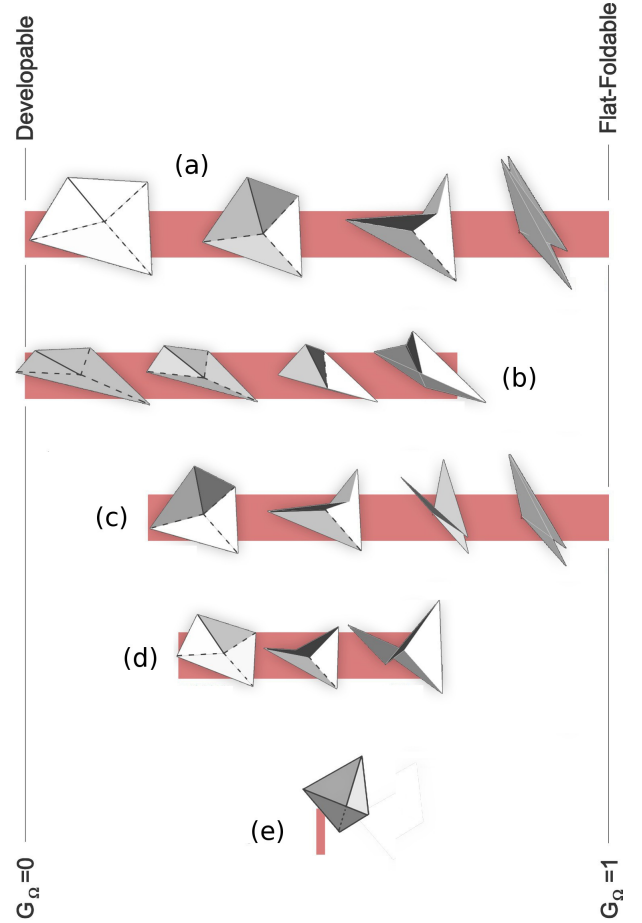 Developable
Flat-Foldable
(a)
(b)
(c)
(d)
(e)
G_Ω=0
G_Ω=1